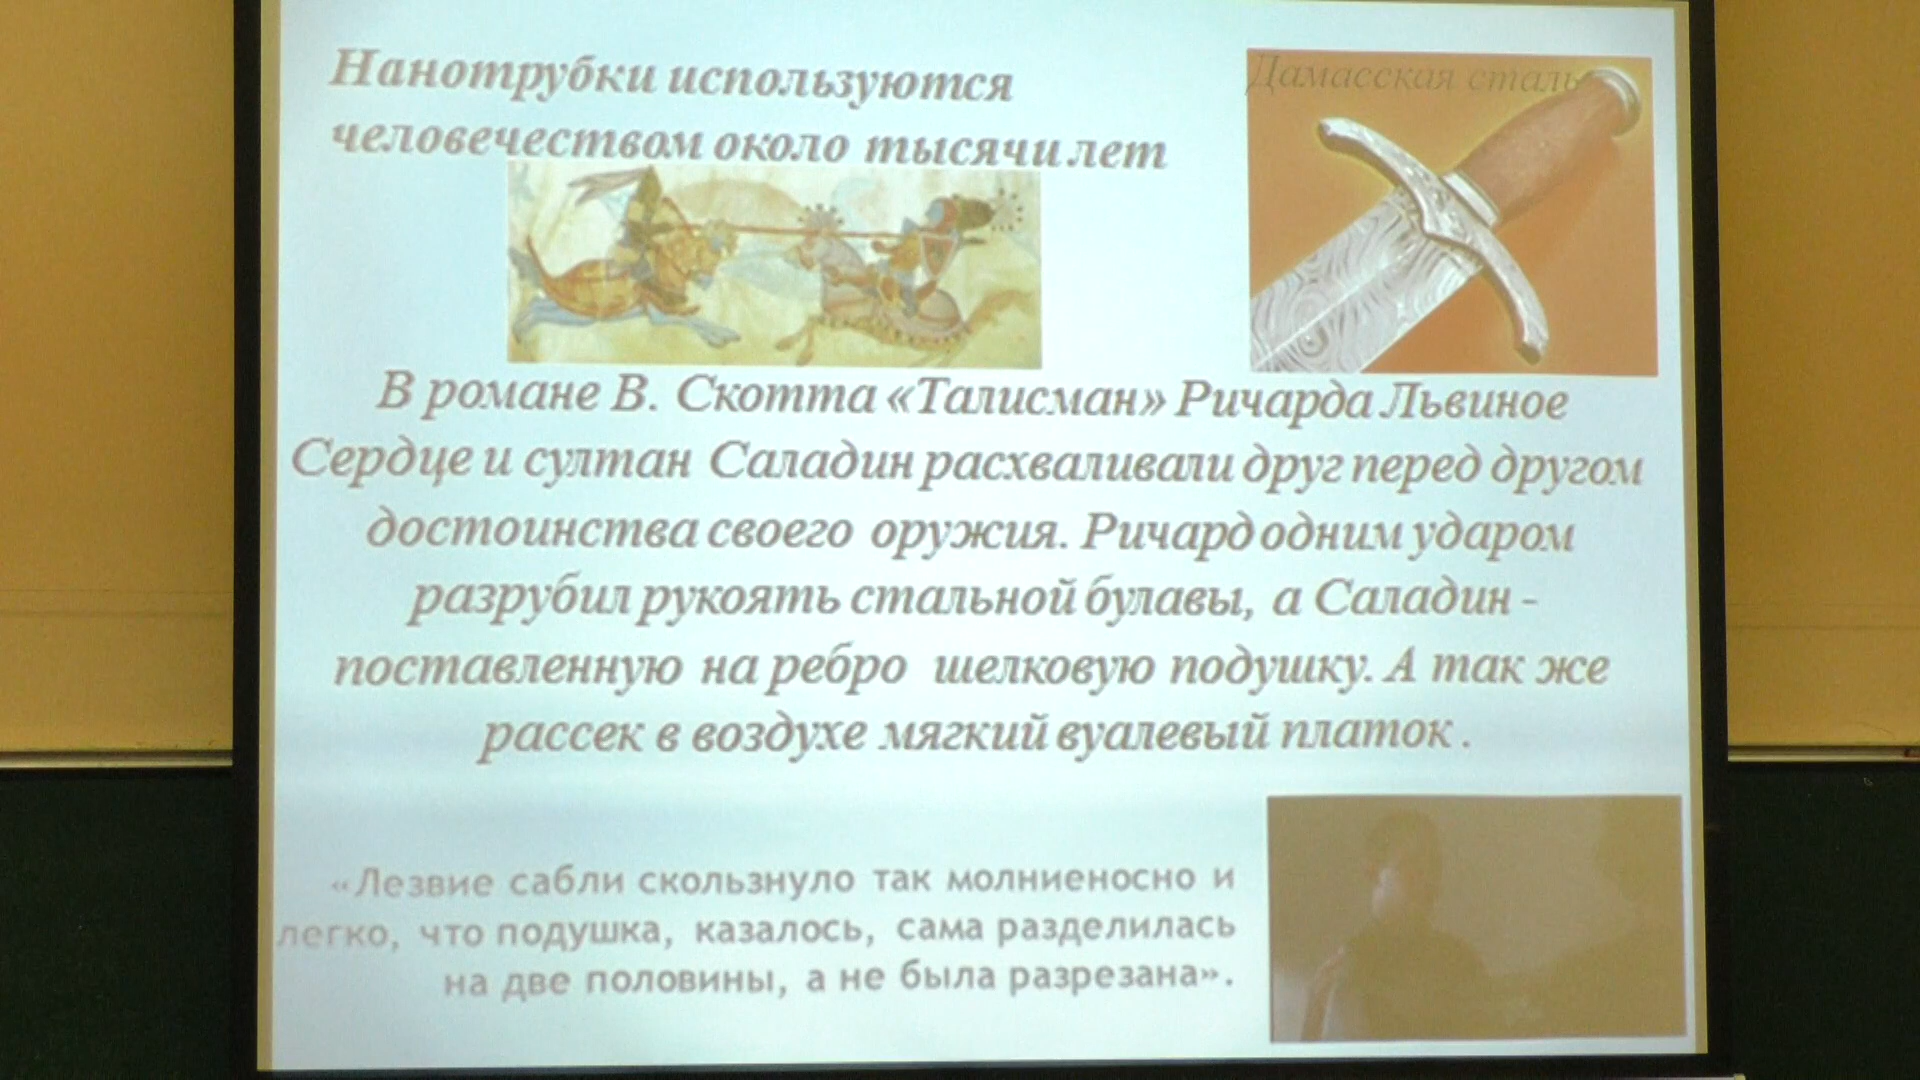 Нанотрубки используются
человечеством около тысячи лет
Дамасская сталь
В романе В. Скотта «Талисман» Ричарда Львиное
Сердце и султан Саладин расхваливали друг перед другом
достоинства своего оружия. Ричард одним ударом
разрубил рукоять стальной булавы, а Саладин -
поставленную на ребро шелковую подушку. А так же
рассек в воздухе мягкий вуалевый платок .
«Лезвие сабли скользнуло так молниеносно и
легко, что подушка, казалось, сама разделилась
на две половины, а не была разрезана».